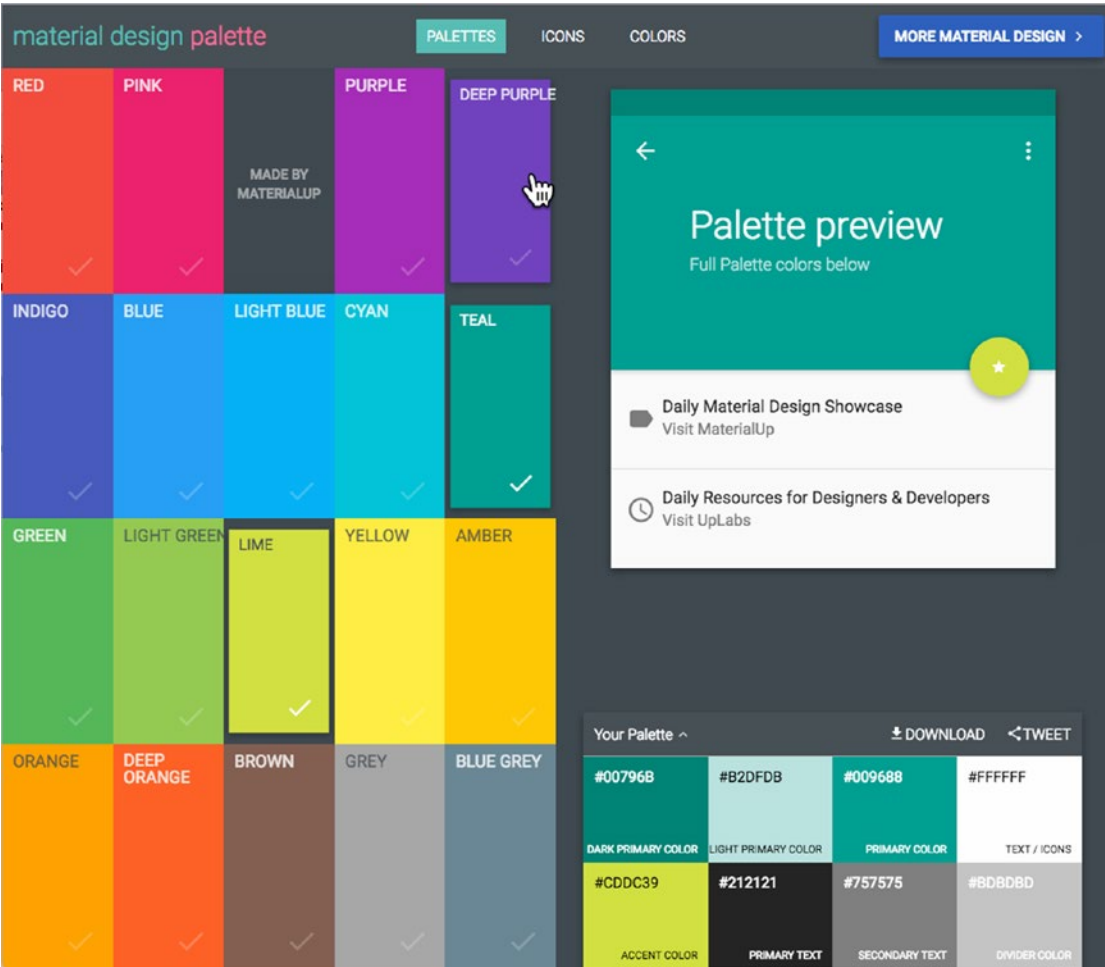 material design palette
PALETTES
ICONS
COLORS
MORE MATERIAL DESIGN >
RED
PINK
MADE BY
MATERIALUP
PURPLE
DEEP PURPLE
INDIGO
BLUE
LIGHT BLUE
CYAN
TEAL
GREEN
LIGHT GREEN
LIME
YELLOW
AMBER
ORANGE
DEEP
ORANGE
BROWN
GREY
BLUE GREY
Palette preview
Full Palette colors below
Daily Material Design Showcase
Visit MaterialUp
Daily Resources for Designers & Developers
Visit UpLabs
Your Palette
DOWNLOAD
TWEET
#00796B
DARK PRIMARY COLOR
#B2DFDB
LIGHT PRIMARY COLOR
#009688
PRIMARY COLOR
#FFFFFF
TEXT / ICONS
#CDDC39
ACCENT COLOR
#212121
PRIMARY TEXT
#757575
SECONDARY TEXT
#BDBDBD
DIVIDER COLOR